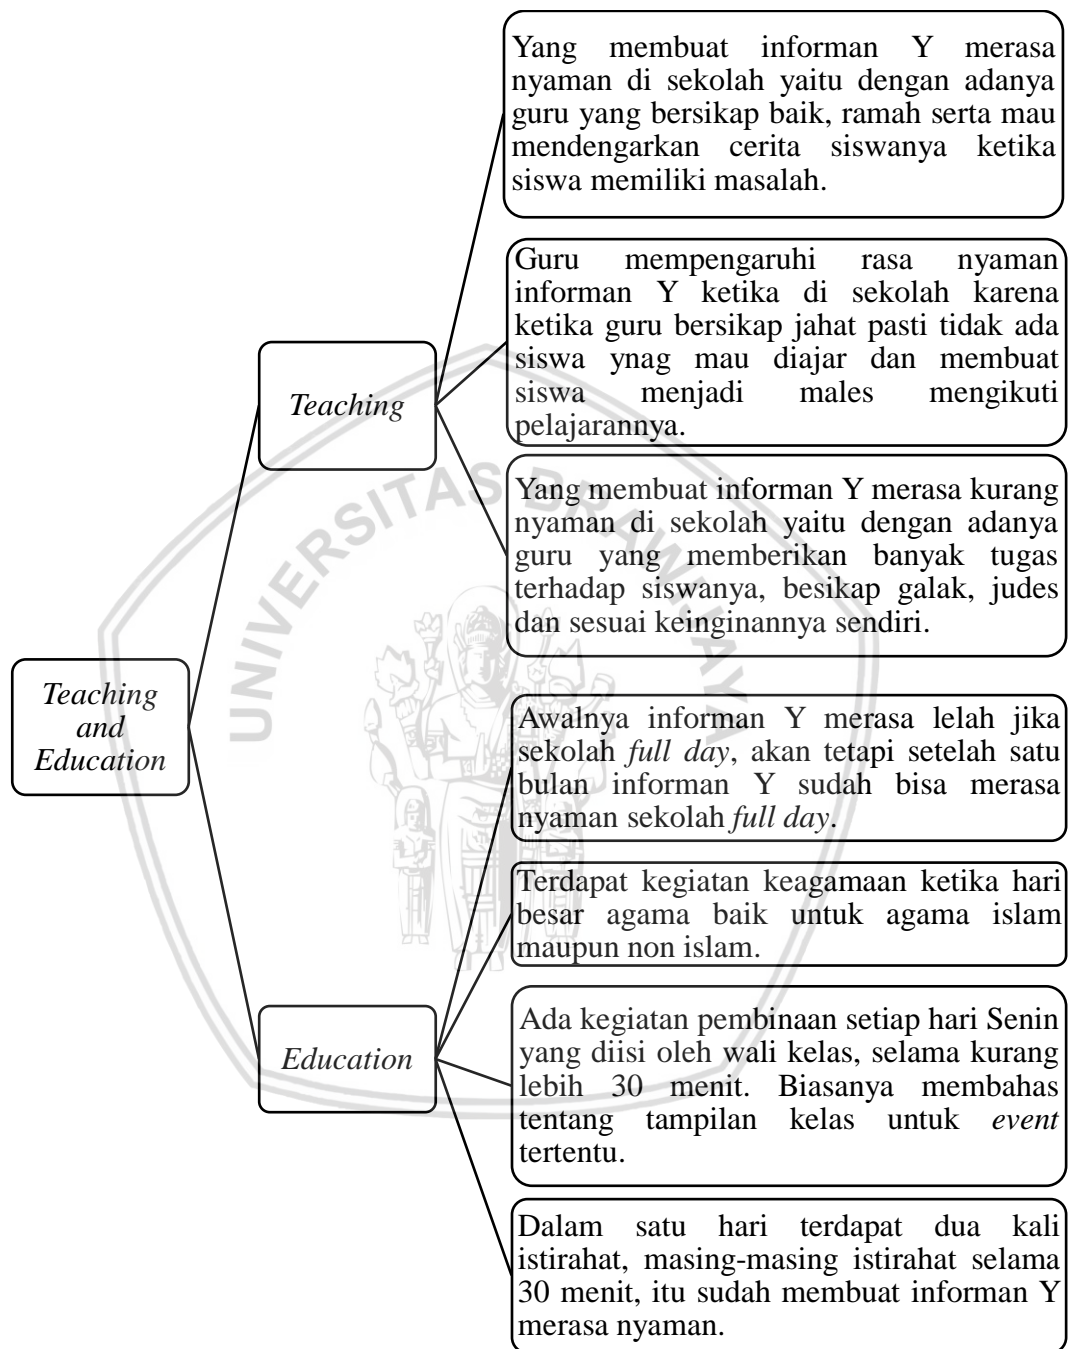 Teaching
and
Education
Teaching
Yang membuat informan Y merasa
nyaman di sekolah yaitu dengan adanya
guru yang bersikap baik, ramah serta mau
mendengarkan cerita siswanya ketika
siswa memiliki masalah.
Guru mempengaruhi rasa nyaman
informan Y ketika di sekolah karena
ketika guru bersikap jahat pasti tidak ada
siswa ynag mau diajar dan membuat
siswa menjadi males mengikuti
pelajarannya.
Yang membuat informan Y merasa kurang
nyaman di sekolah yaitu dengan adanya
guru yang memberikan banyak tugas
terhadap siswanya, besikap galak, judes
dan sesuai keinginannya sendiri.
Education
Awalnya informan Y merasa lelah jika
sekolah full day, akan tetapi setelah satu
bulan informan Y sudah bisa merasa
nyaman sekolah full day.
Terdapat kegiatan keagamaan ketika hari
besar agama baik untuk agama islam
maupun non islam.
Ada kegiatan pembinaan setiap hari Senin
yang diisi oleh wali kelas, selama kurang
lebih 30 menit. Biasanya membahas
tentang tampilan kelas untuk event
tertentu.
Dalam satu hari terdapat dua kali
istirahat, masing-masing istirahat selama
30 menit, itu sudah membuat informan Y
merasa nyaman.
UNIVERSITAS BRAWIJAYA